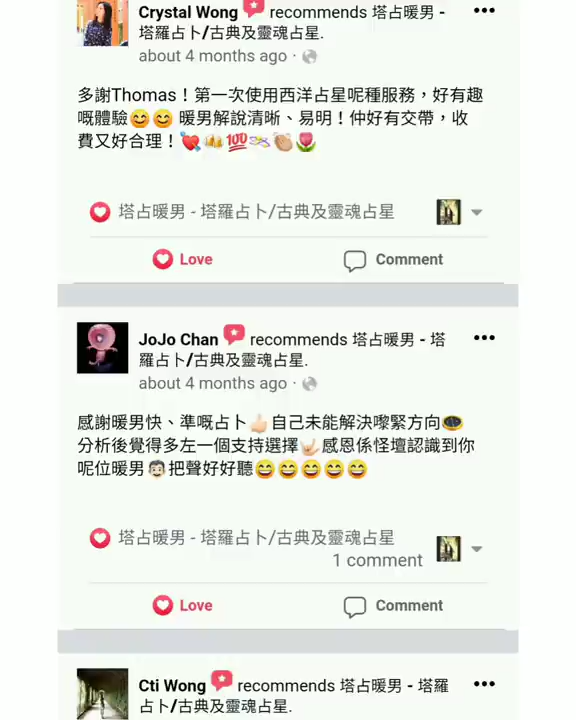 Crystal Wong recommends 塔占暖男 -
塔羅占卜/古典及靈魂占星.
about 4 months ago ·
多謝Thomas！第一次使用西洋占星呢種服務，好有趣
嘅體驗😊😊 暖男解說清晰、易明！仲好有交帶，收
費又好合理！💘🍻💯🪢👏🏼🌷
塔占暖男 - 塔羅占卜/古典及靈魂占星
Love Comment
JoJo Chan recommends 塔占暖男 - 塔
羅占卜/古典及靈魂占星.
about 4 months ago ·
感謝暖男快、準嘅占卜👍🏻自己未能解決嚟緊方向🧭
分析後覺得多左一個支持選擇🤟🏻感恩係怪壇認識到你
呢位暖男👨🏻把聲好好聽😄😄😄😄😄
塔占暖男 - 塔羅占卜/古典及靈魂占星
1 comment
Love Comment
Cti Wong recommends 塔占暖男 - 塔羅
占卜/古典及靈魂占星.